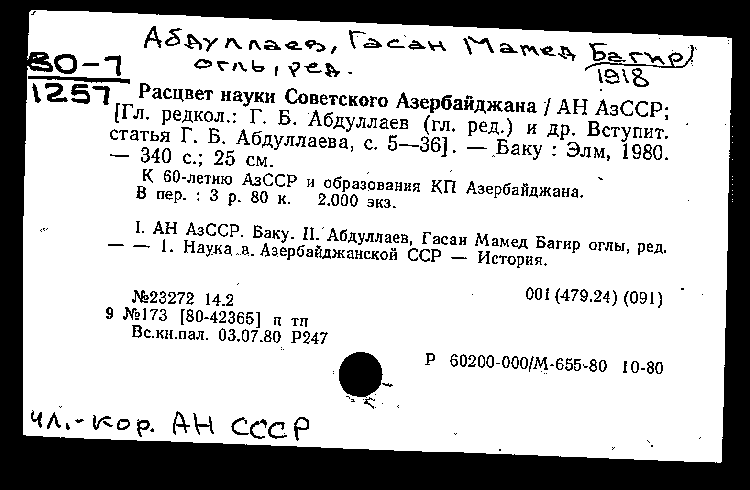 Абдуллаев, Гасан Мамед Багир
оглы, ред.
1918
80-7
1257
Расцвет науки Советского Азербайджана / АН АзССР;
[Гл. редкол.: Г. Б. Абдуллаев (гл. ред.) и др. Вступит.
статья Г. Б. Абдуллаева, с. 5—36]. — Баку : Элм, 1980.
— 340 с.; 25 см.
К 60-летию АзССР и образования КП Азербайджана.
В пер. : 3 р. 80 к. 2.000 экз.
I. АН АзССР. Баку. II. Абдуллаев, Гасан Мамед Багир оглы, ред.
— — 1. Наука в Азербайджанской ССР — История.
№23272 14.2
001 (479.24) (091)
9 №173 [80-42365] п тп
Вс.кн.пал. 03.07.80 Р247
Р 60200-000/М-655-80 10-80
чл.-кор. АН СССР